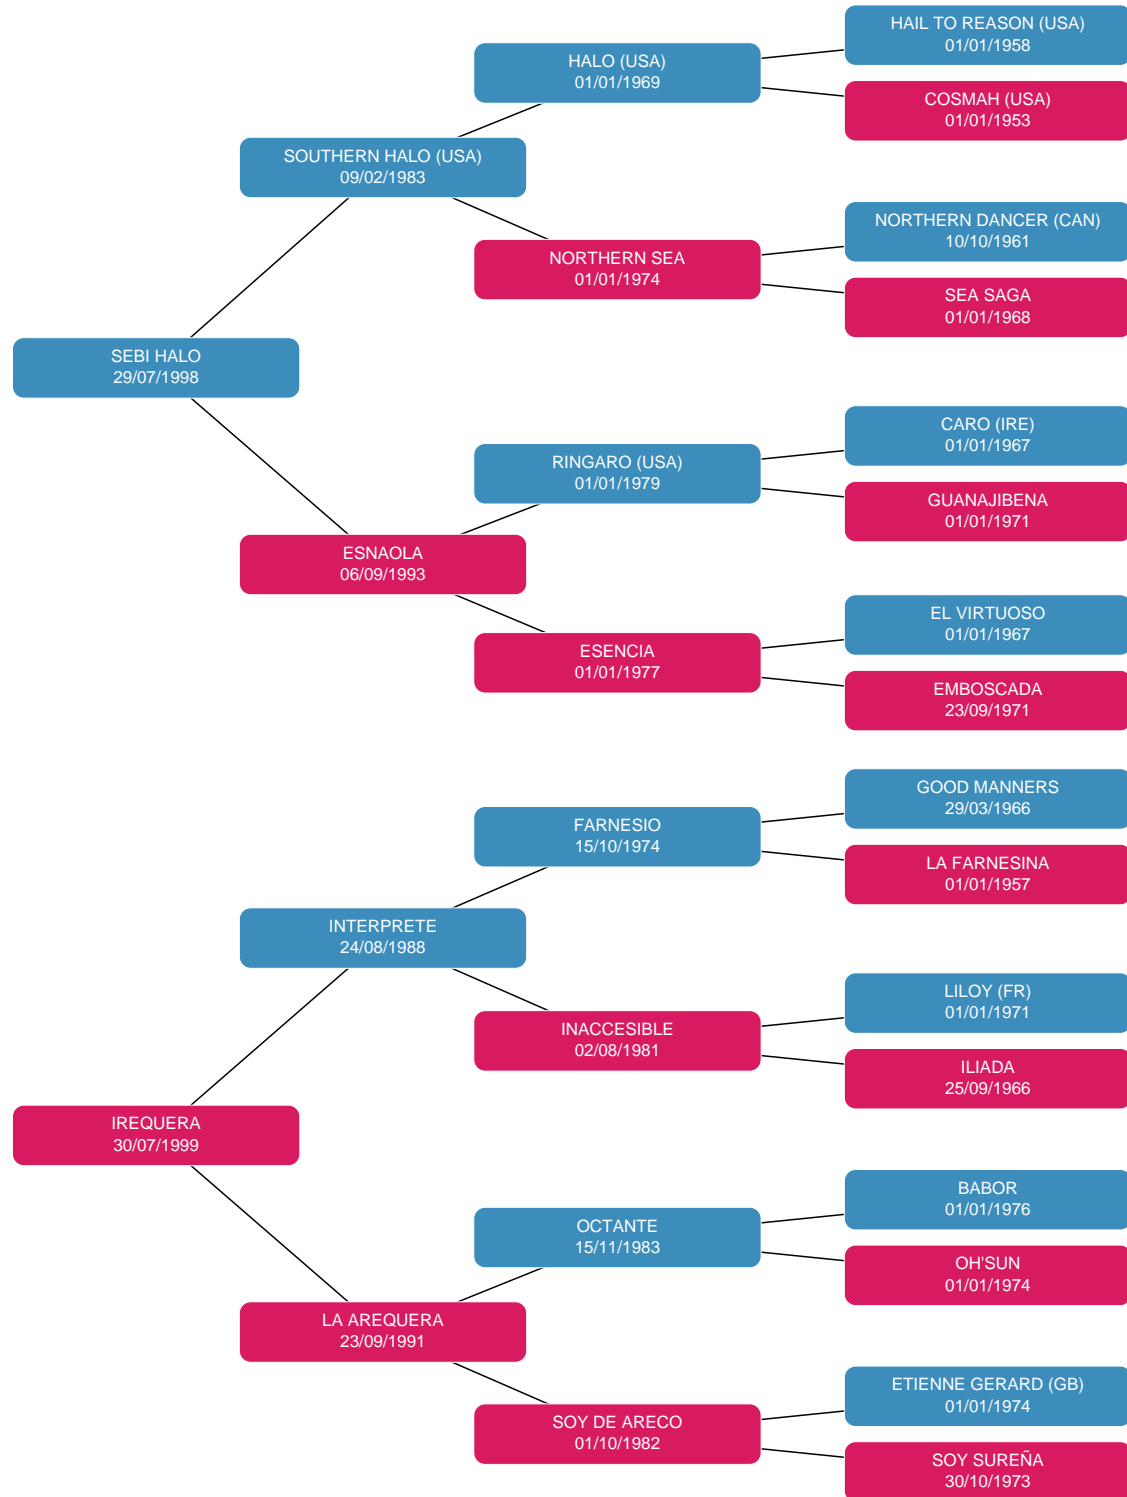 HAIL TO REASON (USA)
01/01/1958
HALO (USA)
01/01/1969
COSMAH (USA)
01/01/1953
SOUTHERN HALO (USA)
09/02/1983
NORTHERN DANCER (CAN)
10/10/1961
NORTHERN SEA
01/01/1974
SEA SAGA
01/01/1968
SEBI HALO
29/07/1998
CARO (IRE)
01/01/1967
RINGARO (USA)
01/01/1979
GUANAJIBENA
01/01/1971
ESNAOLA
06/09/1993
EL VIRTUOSO
01/01/1967
ESENCIA
01/01/1977
EMBOSCADA
23/09/1971
GOOD MANNERS
29/03/1966
FARNESIO
15/10/1974
LA FARNESINA
01/01/1957
INTERPRETE
24/08/1988
LILOY (FR)
01/01/1971
INACCESIBLE
02/08/1981
ILIADA
25/09/1966
IREQUERA
30/07/1999
BABOR
01/01/1976
OCTANTE
15/11/1983
OH'SUN
01/01/1974
LA AREQUERA
23/09/1991
ETIENNE GERARD (GB)
01/01/1974
SOY DE ARECO
01/10/1982
SOY SUREÑA
30/10/1973